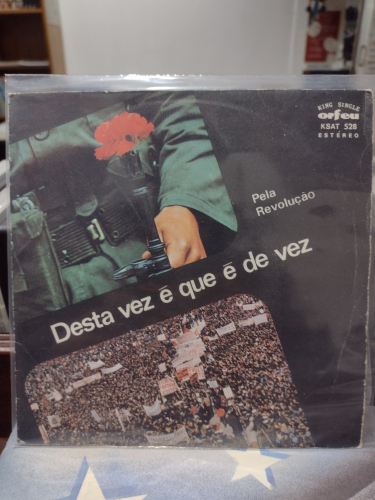 KING SINGLE
orfeu
KSAT 528
ESTÉREO
Pela
Revolução
Desta vez é que é de vez